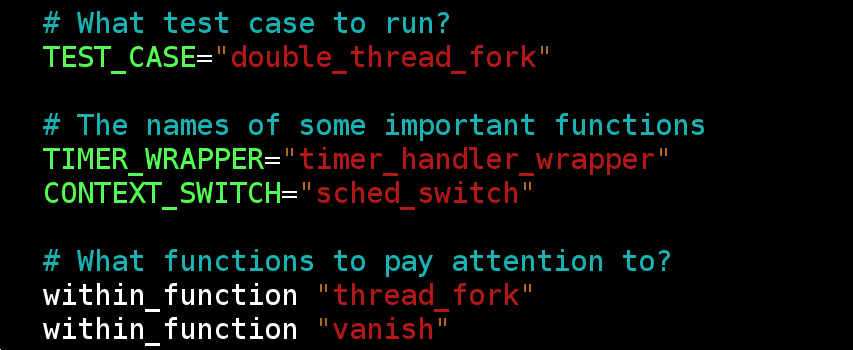 # What test case to run?
TEST_CASE="double_thread_fork"
# The names of some important functions
TIMER_WRAPPER="timer_handler_wrapper"
CONTEXT_SWITCH="sched_switch"
# What functions to pay attention to?
within_function "thread_fork"
within_function "vanish"